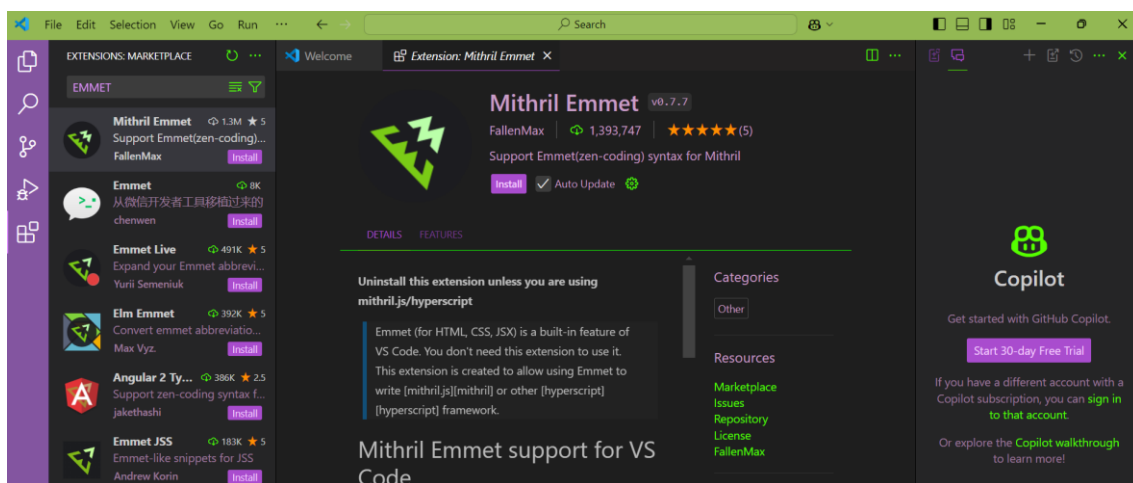 File Edit Selection View Go Run ··· Search
EXTENSIONS: MARKETPLACE ···
EMMET
Mithril Emmet 1.3M ★ 5
Support Emmet(zen-coding)...
FallenMax Install
Emmet 8K
从微信开发者工具移植过来的
chenwen Install
Emmet Live 491K ★ 5
Expand your Emmet abbrevi...
Yurii Semeniuk Install
Elm Emmet 392K ★ 5
Convert emmet abbreviatio...
Max Vyz. Install
Angular 2 Ty... 386K ★ 2.5
Support zen-coding syntax f...
jakethashi Install
Emmet JSS 183K ★ 5
Emmet-like snippets for JSS
Andrew Korin Install
Welcome Extension: Mithril Emmet ×
Mithril Emmet v0.7.7
FallenMax 1,393,747 ★★★★★(5)
Support Emmet(zen-coding) syntax for Mithril
Install Auto Update
DETAILS FEATURES
Uninstall this extension unless you are using
mithril.js/hyperscript
Emmet (for HTML, CSS, JSX) is a built-in feature of
VS Code. You don't need this extension to use it.
This extension is created to allow using Emmet to
write [mithril.js][mithril] or other [hyperscript]
[hyperscript] framework.
Mithril Emmet support for VS
Code
Categories
Other
Resources
Marketplace
Issues
Repository
License
FallenMax
Copilot
Get started with GitHub Copilot.
Start 30-day Free Trial
If you have a different account with a
Copilot subscription, you can sign in
to that account.
Or explore the Copilot walkthrough
to learn more!